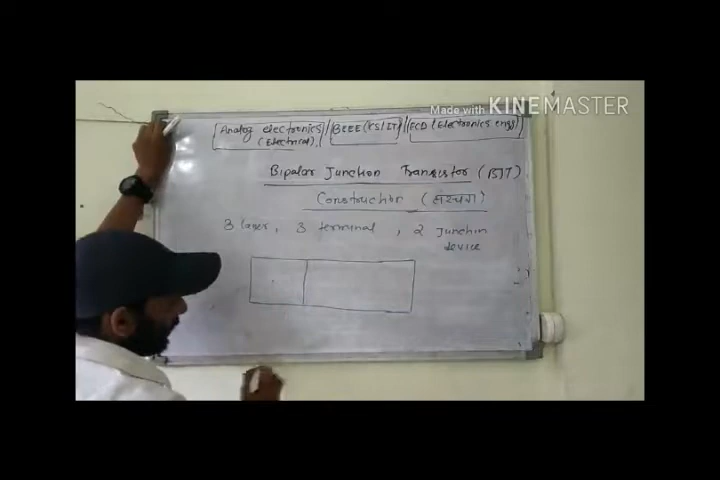 Made with KINEMASTER
Analog electronics / BEEE (CS/IT) // ECD (Electronics engg)
(Electrical)
Bipolar Junction Transistor (BJT)
Construction (संरचना)
3 layer, 3 terminal, 2 Junction
device